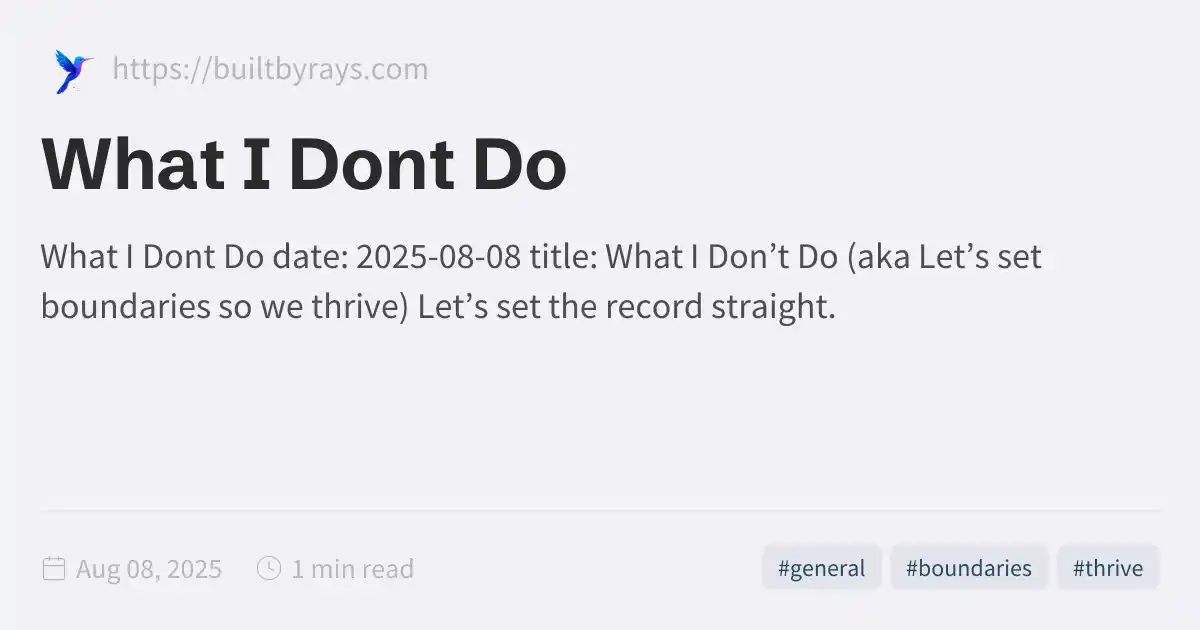 https://builtbyrays.com
What I Dont Do
What I Dont Do date: 2025-08-08 title: What I Don’t Do (aka Let’s set
boundaries so we thrive) Let’s set the record straight.
Aug 08, 2025 1 min read #general #boundaries #thrive